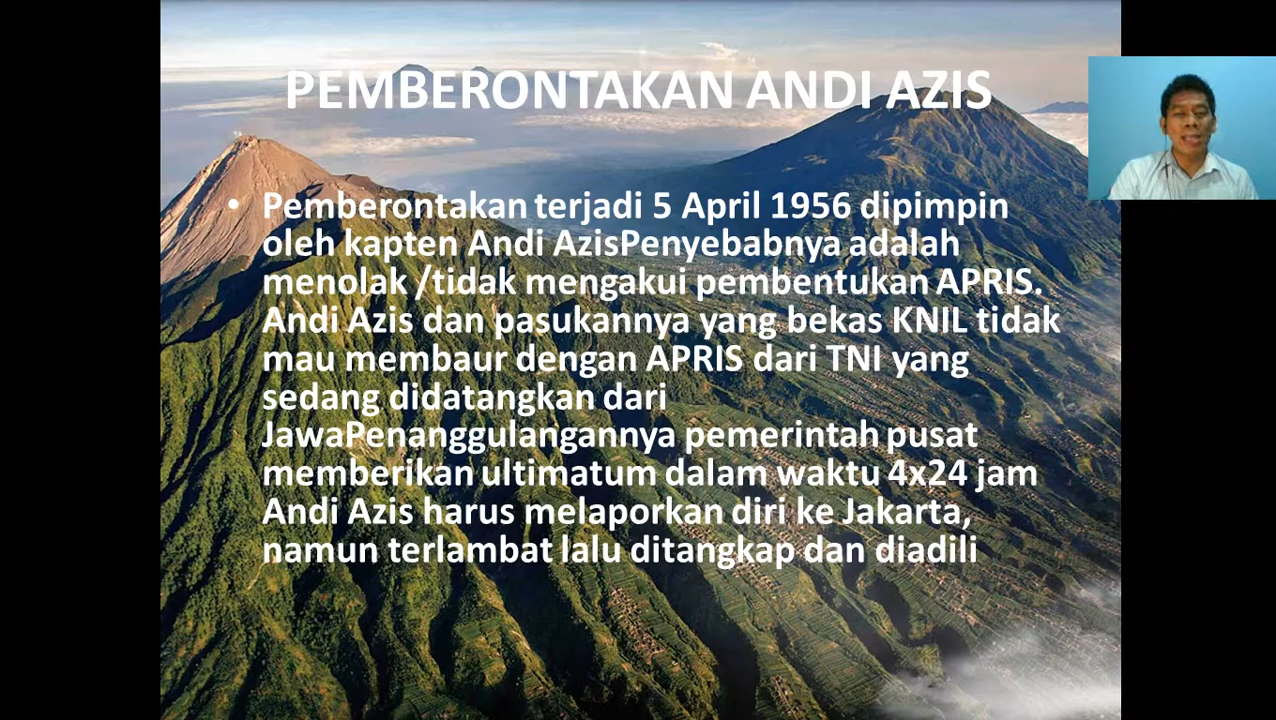 PEMBERONTAKAN ANDI AZIS
• Pemberontakan terjadi 5 April 1956 dipimpin
oleh kapten Andi AzisPenyebabnya adalah
menolak /tidak mengakui pembentukan APRIS.
Andi Azis dan pasukannya yang bekas KNIL tidak
mau membaur dengan APRIS dari TNI yang
sedang didatangkan dari
JawaPenanggulangannya pemerintah pusat
memberikan ultimatum dalam waktu 4x24 jam
Andi Azis harus melaporkan diri ke Jakarta,
namun terlambat lalu ditangkap dan diadili